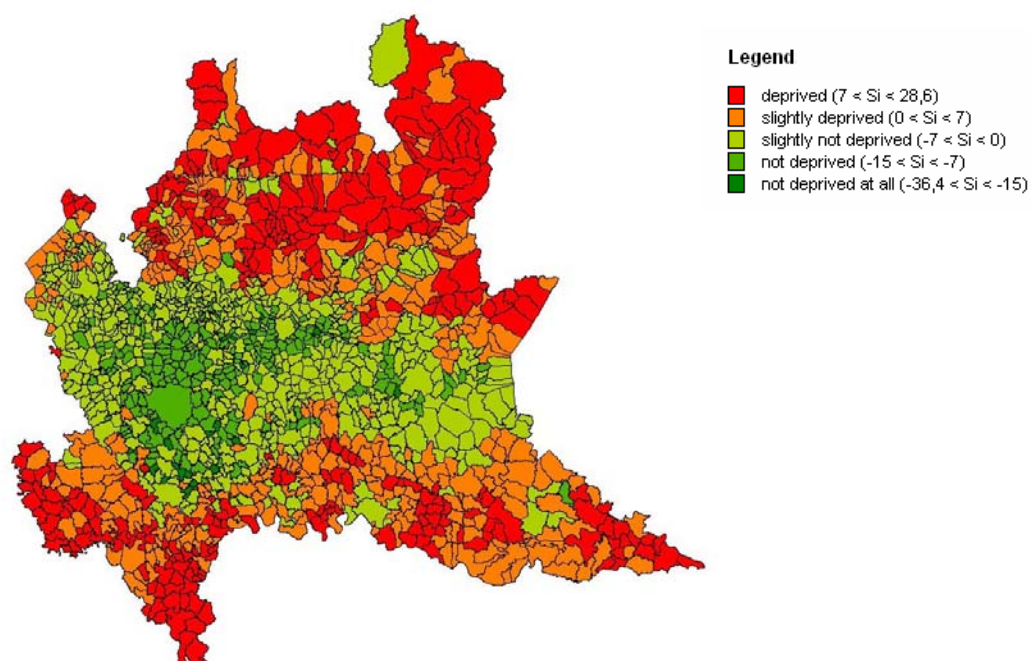 Legend
deprived (7 < Si < 28,6)
slightly deprived (0 < Si < 7)
slightly not deprived (-7 < Si < 0)
not deprived (-15 < Si < -7)
not deprived at all (-36,4 < Si < -15)